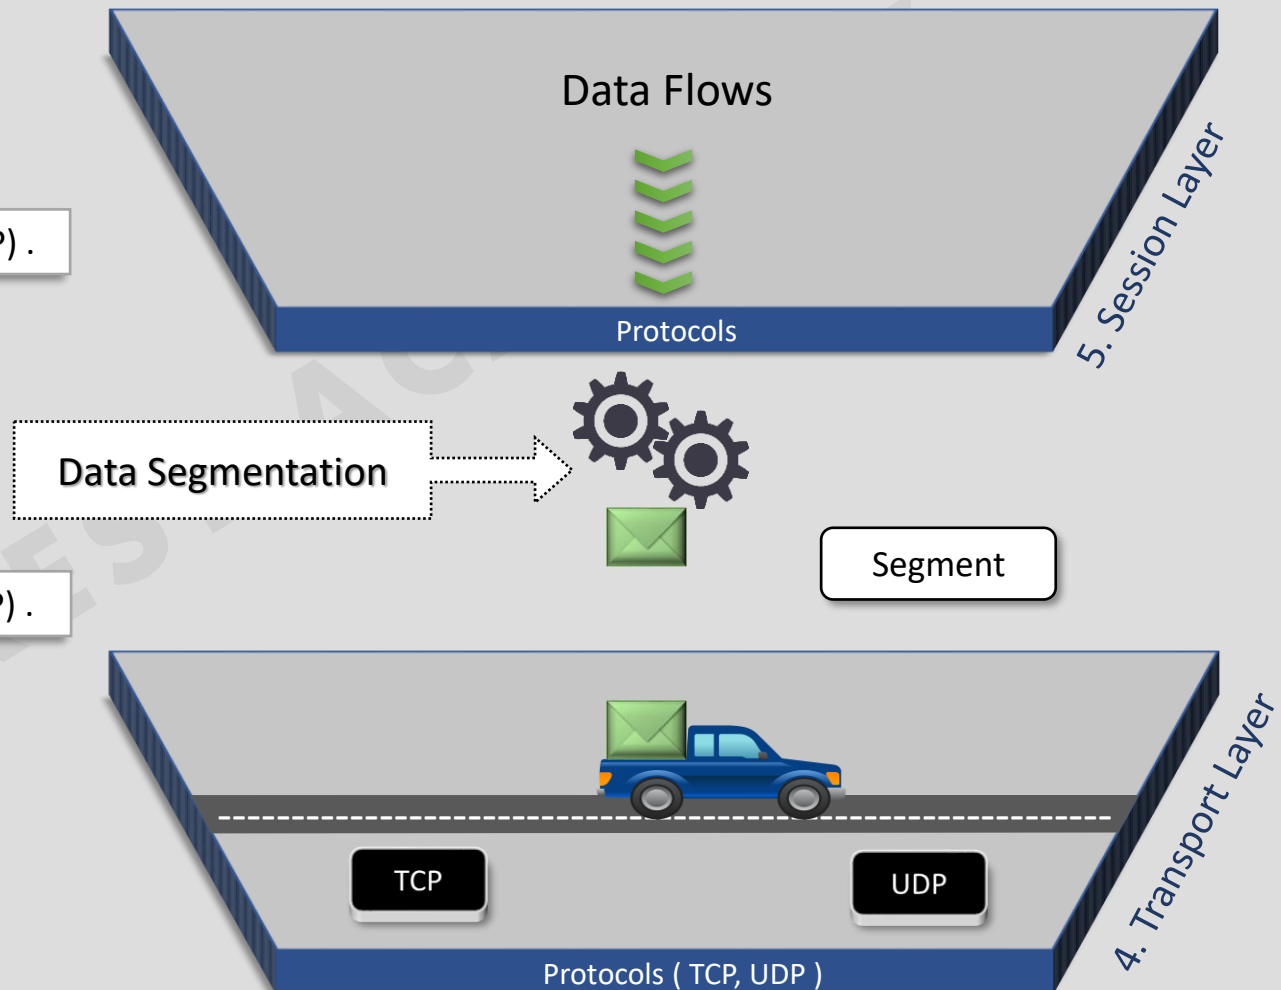 Data Flows
5. Session Layer
P) .
Protocols
Data Segmentation
Segment
P) .
4. Transport Layer
TCP
UDP
Protocols ( TCP, UDP )